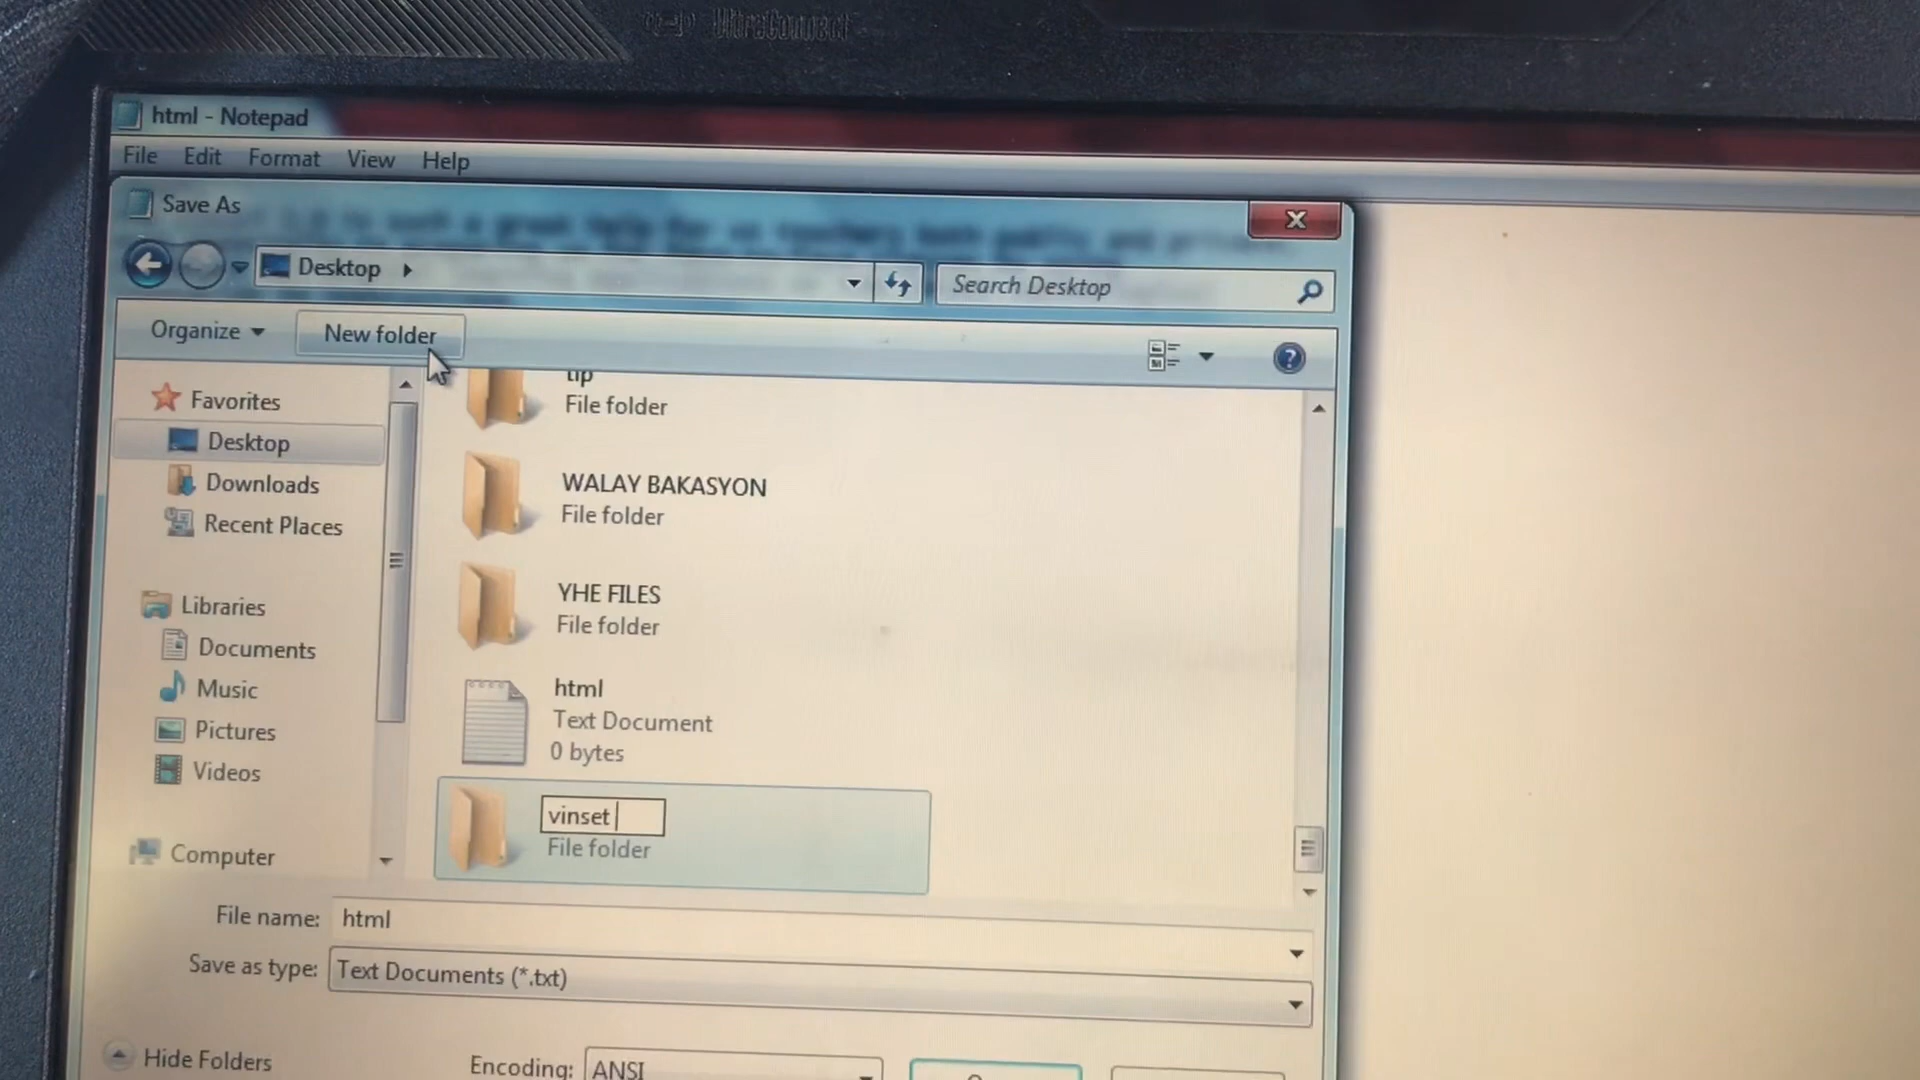 UltraConnect
html - Notepad
File Edit Format View Help
Save As
Desktop
Search Desktop
Organize
New folder
Favorites
Desktop
Downloads
Recent Places
Libraries
Documents
Music
Pictures
Videos
Computer
tip
File folder
WALAY BAKASYON
File folder
YHE FILES
File folder
html
Text Document
0 bytes
vinset
File folder
File name: html
Save as type: Text Documents (*.txt)
Hide Folders
Encoding: ANSI